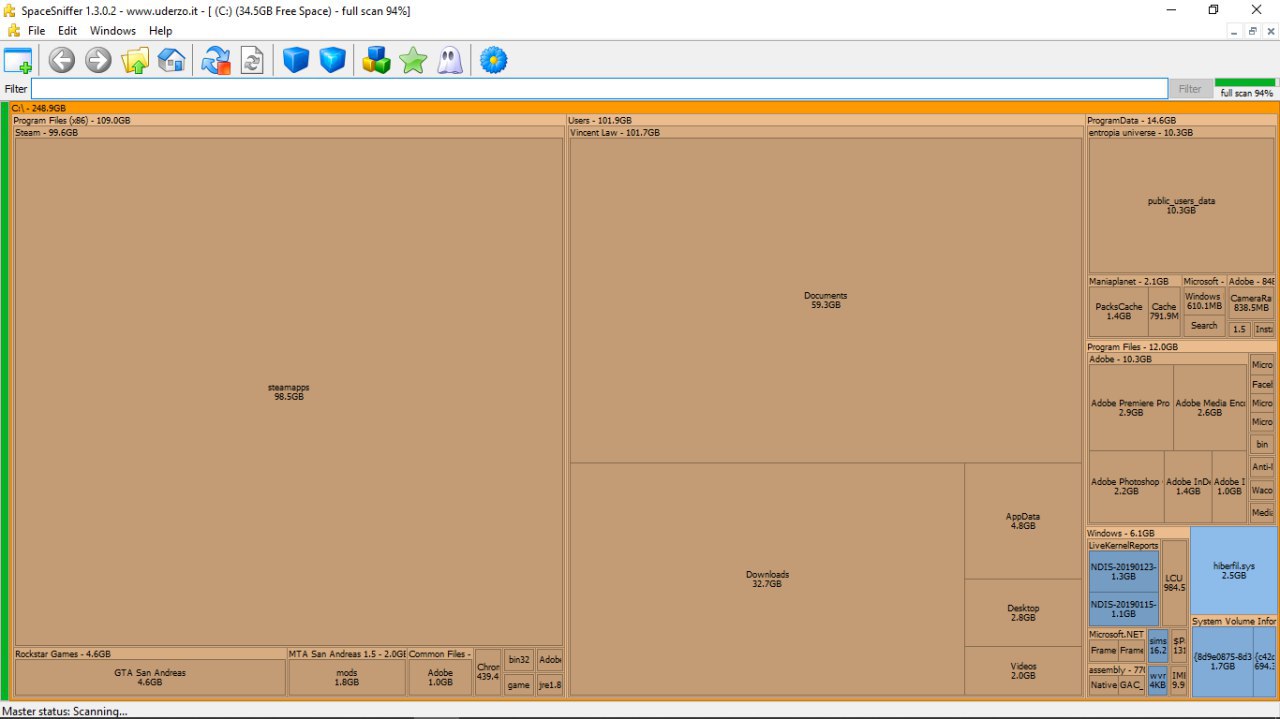 SpaceSniffer 1.3.0.2 - www.uderzo.it - [ (C:) (34.5GB Free Space) - full scan 94%]
File Edit Windows Help
Filter
Filter
full scan 94%
C:\ - 248.9GB
Program Files (x86) - 109.0GB
Steam - 99.6GB
steamapps
98.5GB
Rockstar Games - 4.6GB
GTA San Andreas
4.6GB
MTA San Andreas 1.5 - 2.0GB
mods
1.8GB
Common Files -
Adobe
1.0GB
Chron
439.4
bin32
game
Adobe
jre1.8
Users - 101.9GB
Vincent Law - 101.7GB
Documents
59.3GB
Downloads
32.7GB
AppData
4.8GB
Desktop
2.8GB
Videos
2.0GB
ProgramData - 14.6GB
entropia universe - 10.3GB
public_users_data
10.3GB
Maniaplanet - 2.1GB
PacksCache
1.4GB
Cache
791.9M
Microsoft -
Windows
610.1MB
Search
Adobe - 848
CameraRa
838.5MB
1.5
Insta
Program Files - 12.0GB
Adobe - 10.3GB
Adobe Premiere Pro
2.9GB
Adobe Media Enc
2.6GB
Adobe Photoshop
2.2GB
Adobe InDe
1.4GB
Adobe I
1.0GB
Micro
Facel
Micro
Micro
bin
Anti-
Waco
Media
Windows - 6.1GB
LiveKernelReports
NDIS-20190123-
1.3GB
NDIS-20190115-
1.1GB
LCU
984.5
Microsoft.NET
Frame
Frame
assembly - 770
Native
GAC_
sims
16.2
$P
131
wvr
4KB
IMI
9.9
hiberfil.sys
2.5GB
System Volume Infor
{8d9e0875-8d3
1.7GB
{c42c
694.
Master status: Scanning...